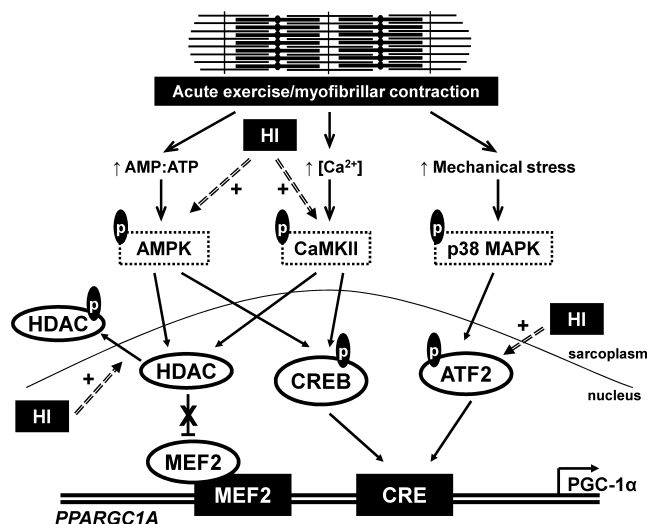 Acute exercise/myofibrillar contraction
HI
↑ AMP:ATP
↑ [Ca²⁺]
↑ Mechanical stress
+
+
p
AMPK
p
CaMKII
p
p38 MAPK
p
HDAC
+
HI
sarcoplasm
nucleus
+
HI
HDAC
p
CREB
p
ATF2
X
MEF2
MEF2
CRE
PGC-1α
PPARGC1A